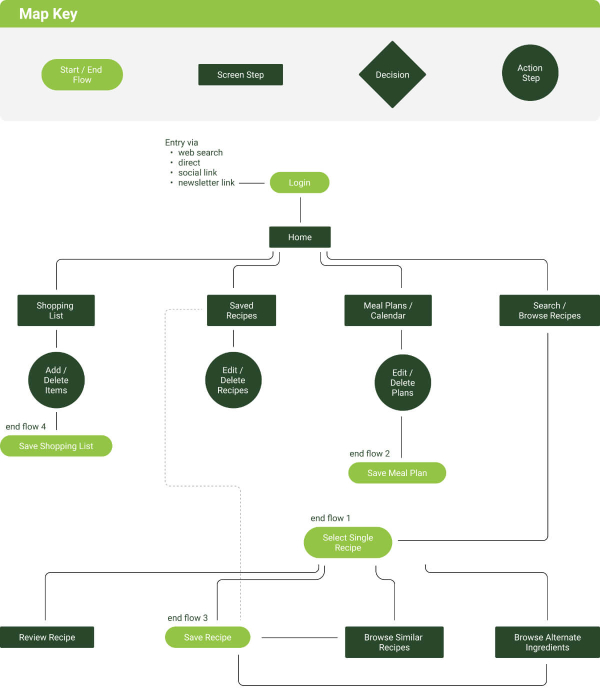 Map Key
Start / End
Flow
Screen Step
Decision
Action
Step
Entry via
• web search
• direct
• social link
• newsletter link
Login
Home
Shopping
List
Saved
Recipes
Meal Plans /
Calendar
Search /
Browse Recipes
Add /
Delete
Items
Edit /
Delete
Recipes
Edit /
Delete
Plans
end flow 4
Save Shopping List
end flow 2
Save Meal Plan
end flow 1
Select Single
Recipe
end flow 3
Review Recipe
Save Recipe
Browse Similar
Recipes
Browse Alternate
Ingredients